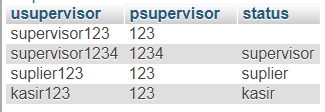 usupervisor psupervisor status
supervisor123 123
supervisor1234 1234 supervisor
suplier123 123 suplier
kasir123 123 kasir